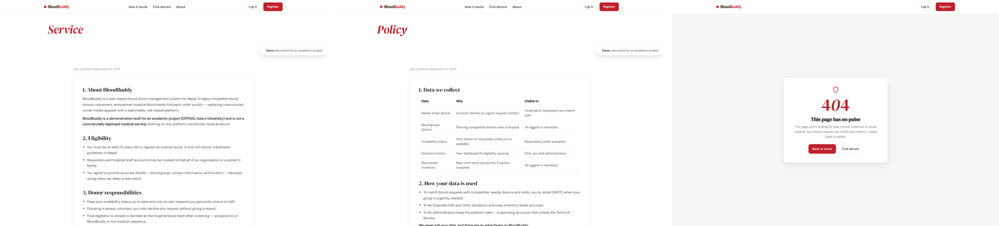 BloodBuddy
How it works Find donors About
Log in Register
Service
Demo document for an academic project
Last updated: September 14, 2026
1. About BloodBuddy
BloodBuddy is a web-based blood donor management system for Nepal. It helps compatible blood
donors, requesters, and partner hospital blood banks find each other quickly — replacing unstructured
social-media appeals with a searchable, role-based platform.
BloodBuddy is a demonstration built for an academic project (CPP400, Asia e University) and is not a
commercially deployed medical service. Nothing on this platform constitutes medical advice.
2. Eligibility
• You must be at least 18 years old to register as a blood donor, in line with blood-transfusion
guidelines in Nepal.
• Requesters and hospital staff accounts may be created on behalf of an organisation or a patient's
family.
• You agree to provide accurate details — blood group, contact information, and location — because
wrong data can delay a real match.
3. Donor responsibilities
• Keep your availability status up to date and only accept requests you genuinely intend to fulfil.
• Donating is always voluntary; you may decline any request without giving a reason.
• Final eligibility to donate is decided at the hospital blood bank after screening — acceptance on
BloodBuddy is not medical clearance.
BloodBuddy
How it works Find donors About
Log in Register
Policy
Demo document for an academic project
Last updated: September 14, 2026
1. Data we collect
Data Why Visible to
Name, email, phone Account identity & urgent request contact Hospitals & requesters you match
with
Blood group,
district Filtering compatible donors near a hospital All logged-in members
Availability status Only shown to requesters while you're
available Requesters (while available)
Donation history Your dashboard & eligibility spacing Only you and administrators
Blood bank
inventory Real-time stock across the 5 partner
hospitals All logged-in members
2. How your data is used
• To match blood requests with compatible, nearby donors and notify you by email (SMTP) when your
group is urgently needed.
• To let hospitals fulfil and verify donations and keep inventory levels accurate.
• To let administrators keep the platform safe — suspending accounts that violate the Terms of
Service.
We never sell your data, and there are no advertisers on BloodBuddy.
BloodBuddy
Log in Register
404
This page has no pulse
The page you're looking for was moved, renamed, or never
existed. Your blood request can still find its match — head
back to safety.
Back to home Find donors